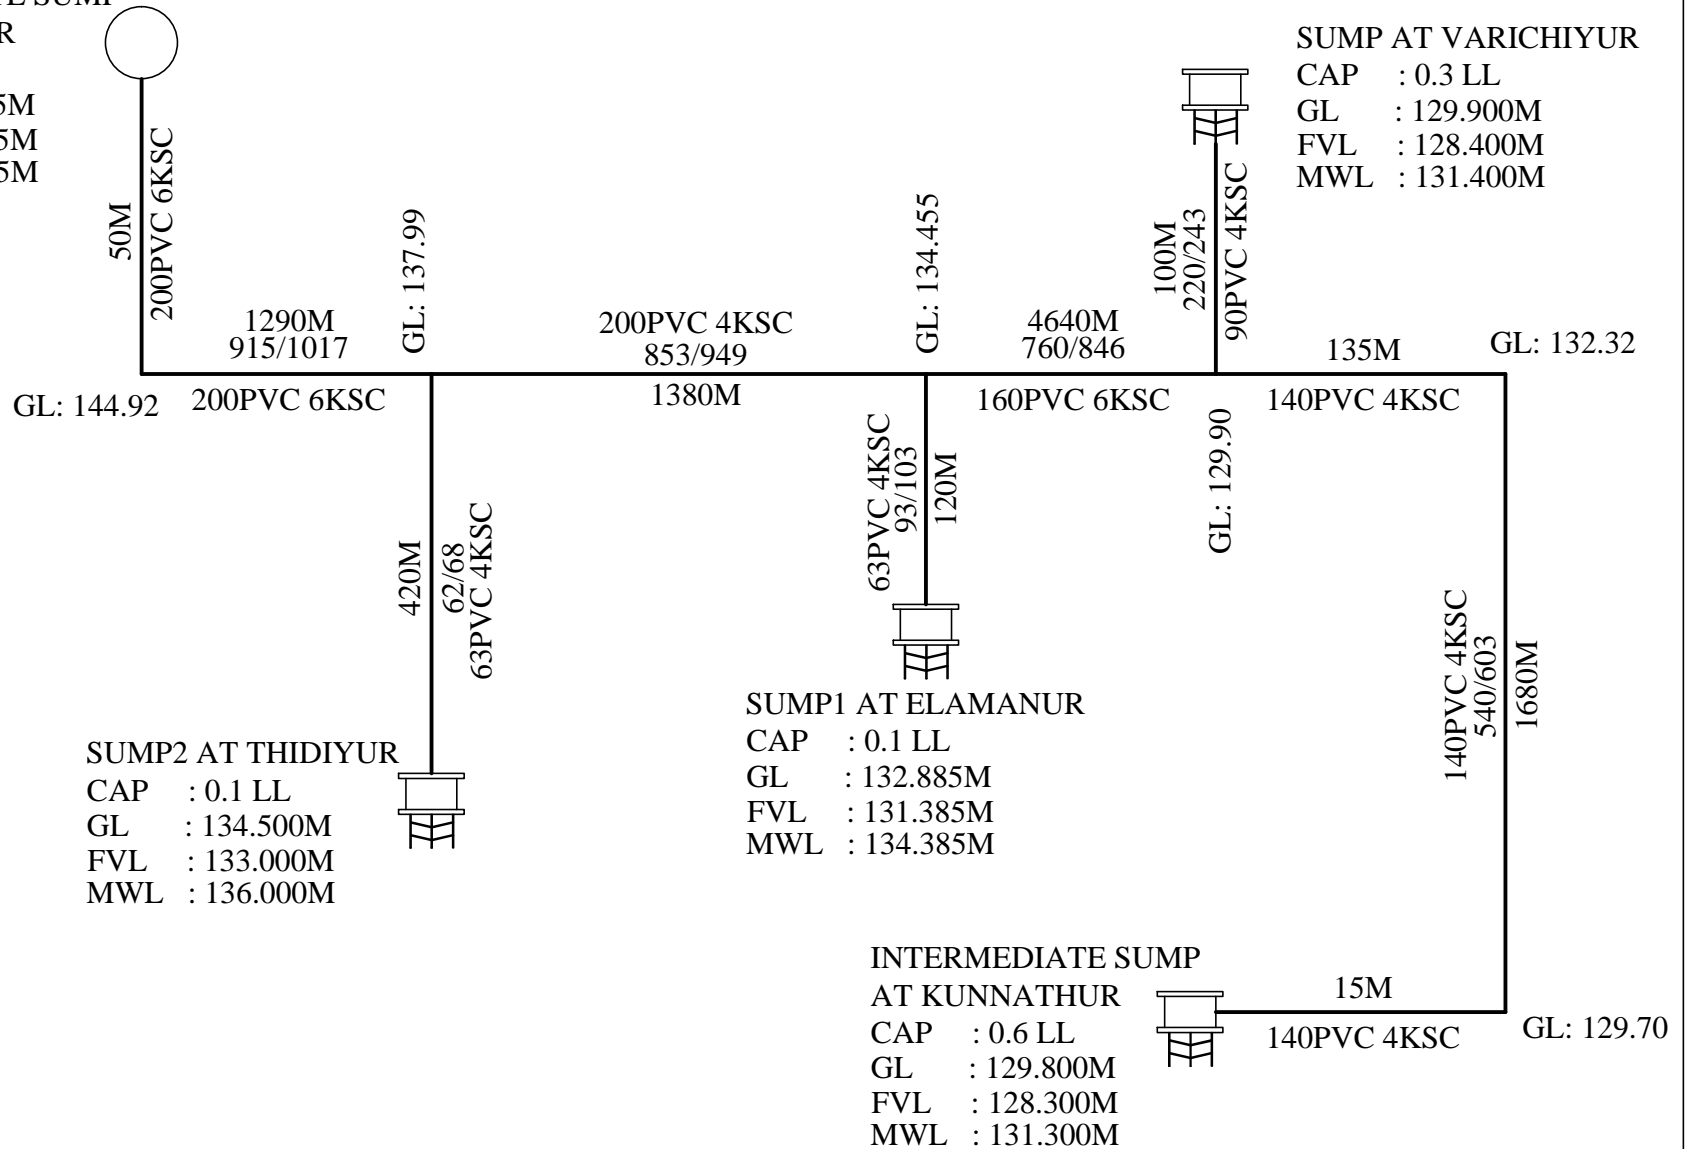 5M
5M
5M
50M
200PVC 6KSC
GL: 144.92
1290M
915/1017
200PVC 6KSC
GL: 137.99
200PVC 4KSC
853/949
1380M
GL: 134.455
4640M
760/846
160PVC 6KSC
100M
220/243
90PVC 4KSC
SUMP AT VARICHIYUR
CAP : 0.3 LL
GL : 129.900M
FVL : 128.400M
MWL : 131.400M
135M
140PVC 4KSC
GL: 132.32
GL: 129.90
420M
62/68
63PVC 4KSC
63PVC 4KSC
93/103
120M
140PVC 4KSC
540/603
1680M
SUMP2 AT THIDIYUR
CAP : 0.1 LL
GL : 134.500M
FVL : 133.000M
MWL : 136.000M
SUMP1 AT ELAMANUR
CAP : 0.1 LL
GL : 132.885M
FVL : 131.385M
MWL : 134.385M
INTERMEDIATE SUMP
AT KUNNATHUR
CAP : 0.6 LL
GL : 129.800M
FVL : 128.300M
MWL : 131.300M
15M
140PVC 4KSC
GL: 129.70